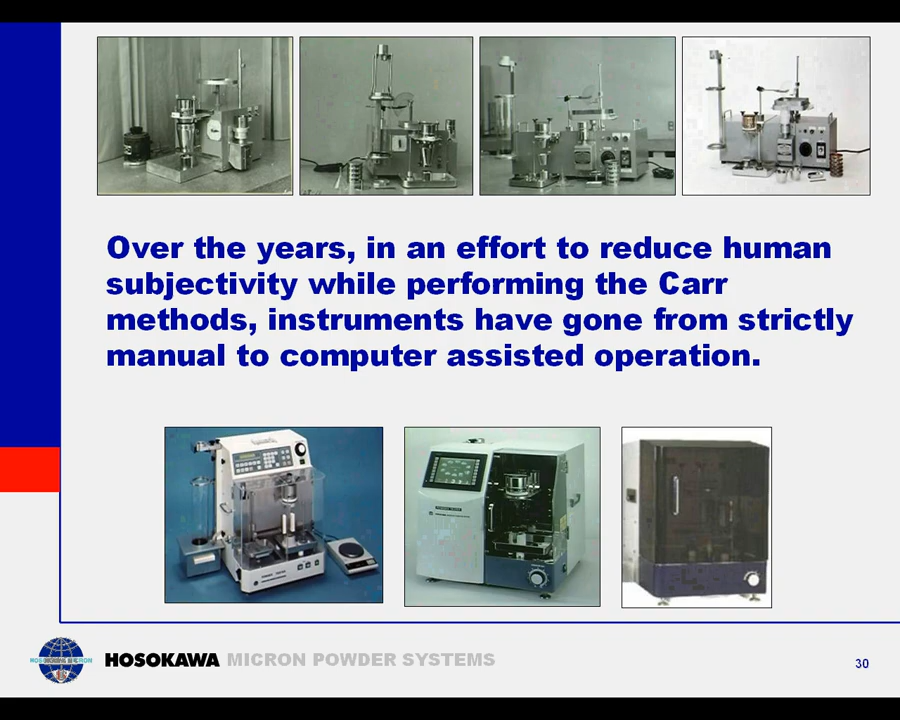 Over the years, in an effort to reduce human
subjectivity while performing the Carr
methods, instruments have gone from strictly
manual to computer assisted operation.
HOSOKAWA MICRON POWDER SYSTEMS
30